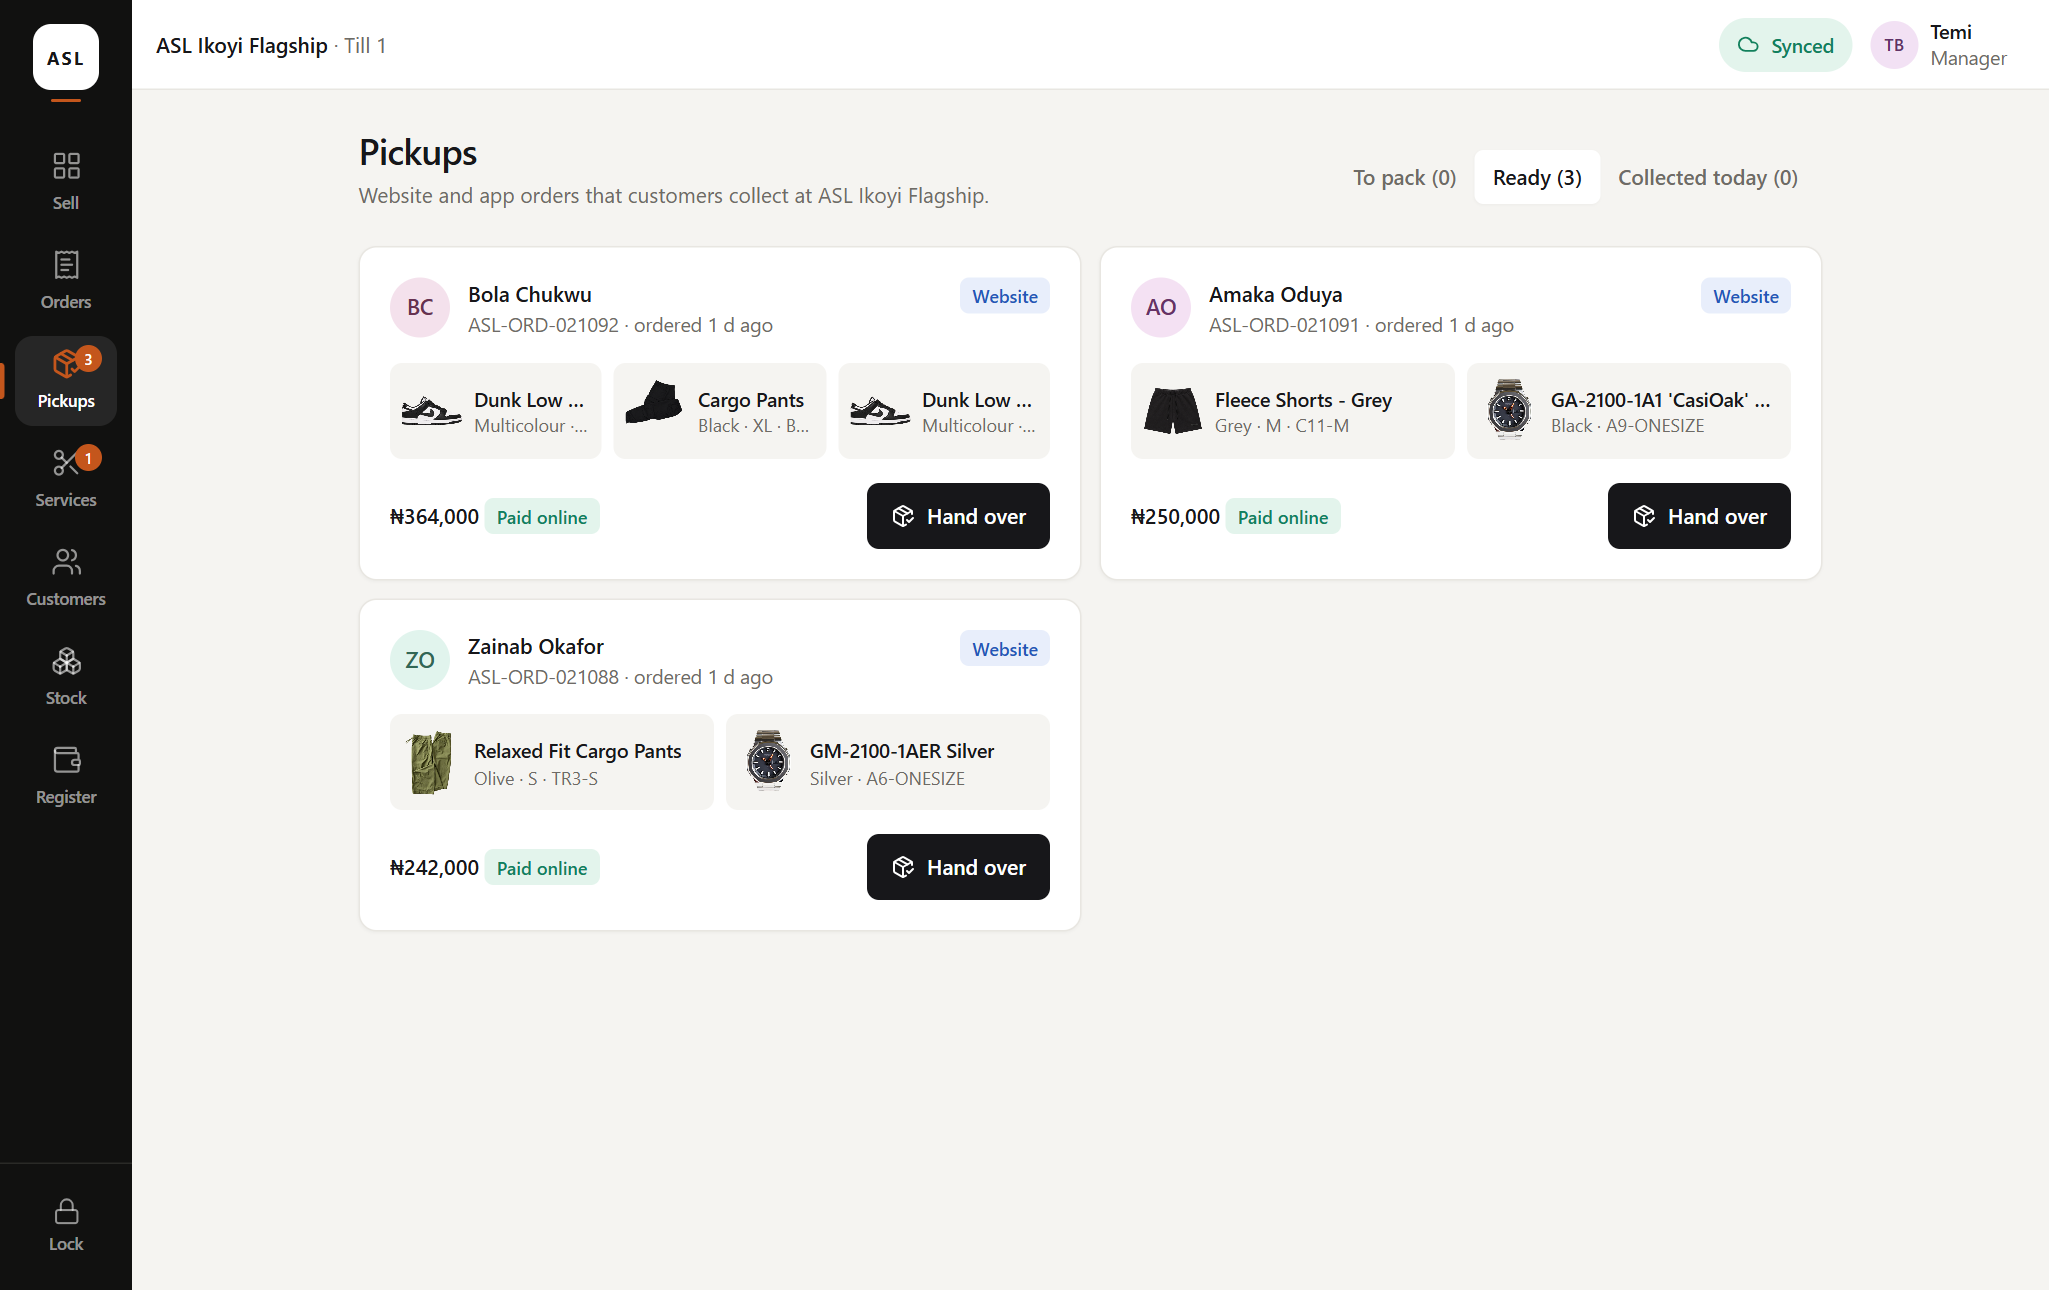 ASL
ASL Ikoyi Flagship · Till 1
Synced
TB
Temi
Manager
Sell
Orders
3
Pickups
1
Services
Customers
Stock
Register
Lock
Pickups
Website and app orders that customers collect at ASL Ikoyi Flagship.
To pack (0)
Ready (3)
Collected today (0)
BC
Bola Chukwu
ASL-ORD-021092 · ordered 1 d ago
Website
Dunk Low ...
Multicolour ·...
Cargo Pants
Black · XL · B...
Dunk Low ...
Multicolour ·...
₦364,000
Paid online
Hand over
AO
Amaka Oduya
ASL-ORD-021091 · ordered 1 d ago
Website
Fleece Shorts - Grey
Grey · M · C11-M
GA-2100-1A1 'CasiOak' ...
Black · A9-ONESIZE
₦250,000
Paid online
Hand over
ZO
Zainab Okafor
ASL-ORD-021088 · ordered 1 d ago
Website
Relaxed Fit Cargo Pants
Olive · S · TR3-S
GM-2100-1AER Silver
Silver · A6-ONESIZE
₦242,000
Paid online
Hand over